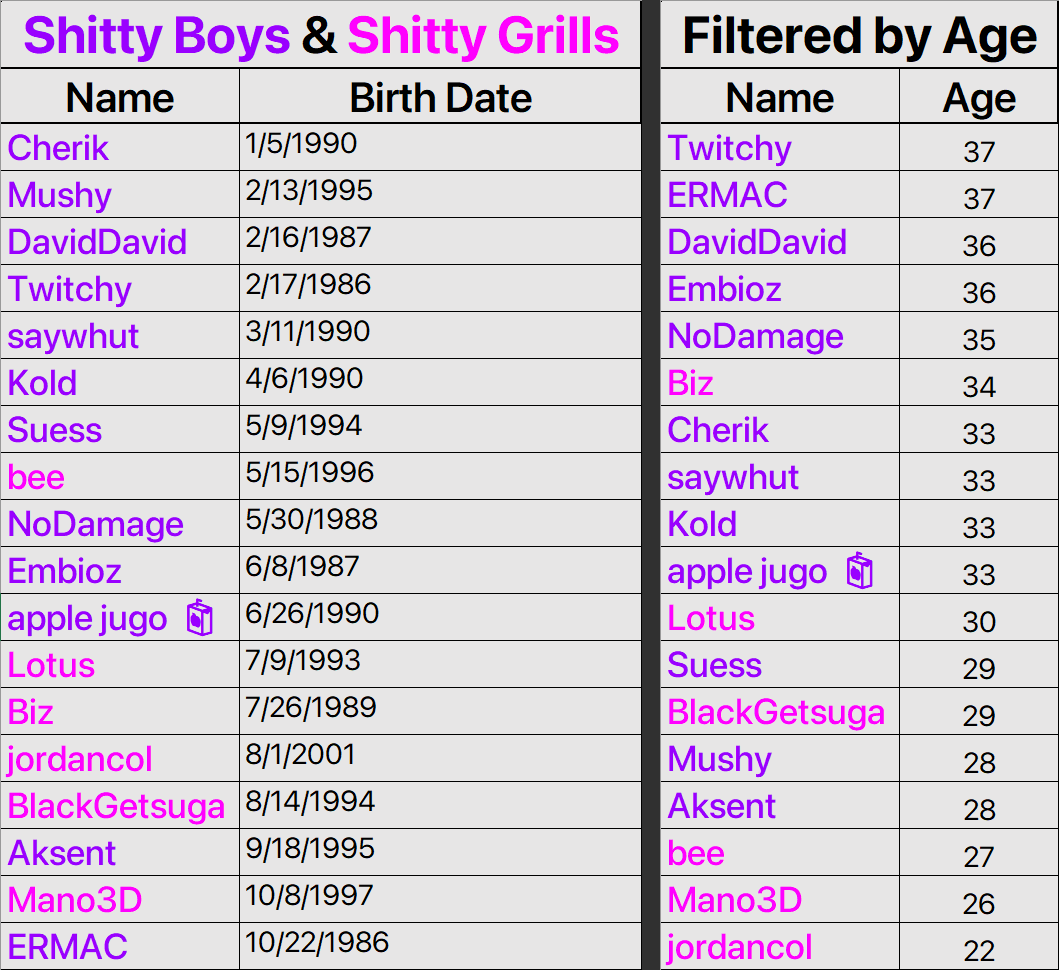 Shitty Boys & Shitty Grills Filtered by Age
Name Birth Date Name Age
Cherik 1/5/1990 Twitchy 37
Mushy 2/13/1995 ERMAC 37
DavidDavid 2/16/1987 DavidDavid 36
Twitchy 2/17/1986 Embioz 36
saywhut 3/11/1990 NoDamage 35
Kold 4/6/1990 Biz 34
Suess 5/9/1994 Cherik 33
bee 5/15/1996 saywhut 33
NoDamage 5/30/1988 Kold 33
Embioz 6/8/1987 apple jugo 33
apple jugo 6/26/1990 Lotus 30
Lotus 7/9/1993 Suess 29
Biz 7/26/1989 BlackGetsuga 29
jordancol 8/1/2001 Mushy 28
BlackGetsuga 8/14/1994 Aksent 28
Aksent 9/18/1995 bee 27
Mano3D 10/8/1997 Mano3D 26
ERMAC 10/22/1986 jordancol 22